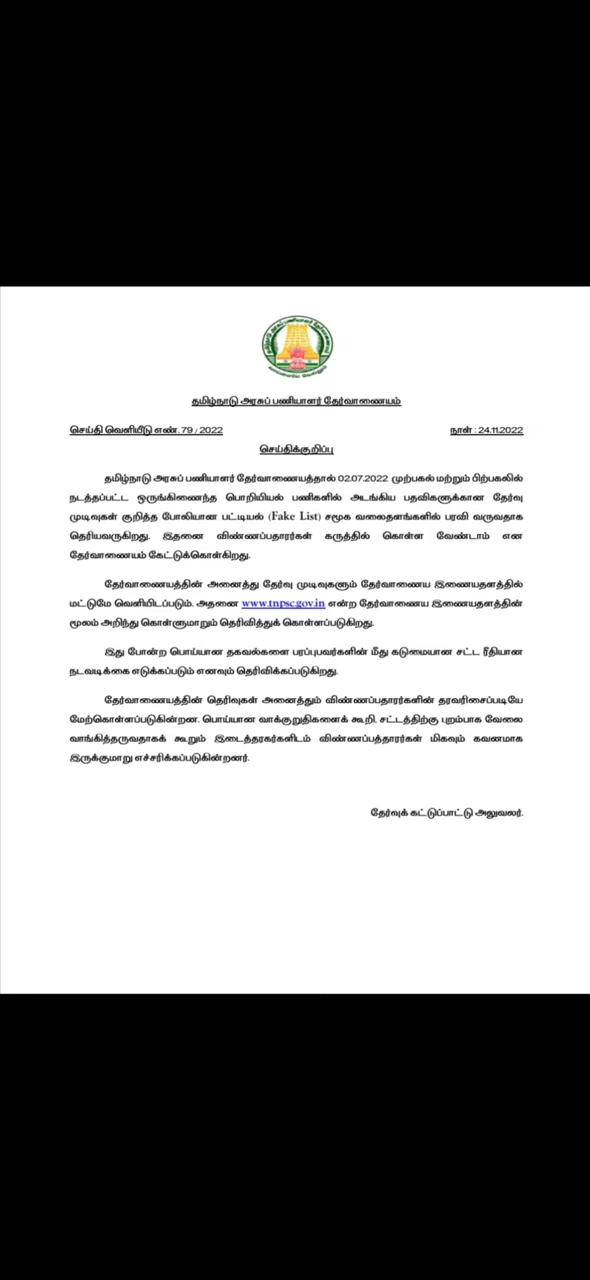 தமிழ்நாடு அரசுப் பணியாளர் தேர்வாணையம்
செய்தி வெளியீடு எண். 79 / 2022 நாள் : 24.11.2022
செய்திக்குறிப்பு
தமிழ்நாடு அரசுப் பணியாளர் தேர்வாணையத்தால் 02.07.2022 முற்பகல் மற்றும் பிற்பகலில்
நடத்தப்பட்ட ஒருங்கிணைந்த பொறியியல் பணிகளில் அடங்கிய பதவிகளுக்கான தேர்வு
முடிவுகள் குறித்த போலியான பட்டியல் (Fake List) சமூக வலைதளங்களில் பரவி வருவதாக
தெரியவருகிறது. இதனை விண்ணப்பதாரர்கள் கருத்தில் கொள்ள வேண்டாம் என
தேர்வாணையம் கேட்டுக்கொள்கிறது.
தேர்வாணையத்தின் அனைத்து தேர்வு முடிவுகளும் தேர்வாணைய இணையதளத்தில்
மட்டுமே வெளியிடப்படும். அதனை www.tnpsc.gov.in என்ற தேர்வாணைய இணையதளத்தின்
மூலம் அறிந்து கொள்ளுமாறும் தெரிவித்துக் கொள்ளப்படுகிறது.
இது போன்ற பொய்யான தகவல்களை பரப்புபவர்களின் மீது கடுமையான சட்ட ரீதியான
நடவடிக்கை எடுக்கப்படும் எனவும் தெரிவிக்கப்படுகிறது.
தேர்வாணையத்தின் தெரிவுகள் அனைத்தும் விண்ணப்பதாரர்களின் தரவரிசைப்படியே
மேற்கொள்ளப்படுகின்றன. பொய்யான வாக்குறுதிகளைக் கூறி, சட்டத்திற்கு புறம்பாக வேலை
வாங்கித்தருவதாகக் கூறும் இடைத்தரகர்களிடம் விண்ணப்பத்தாரர்கள் மிகவும் கவனமாக
இருக்குமாறு எச்சரிக்கப்படுகின்றனர்.
தேர்வுக் கட்டுப்பாட்டு அலுவலர்.